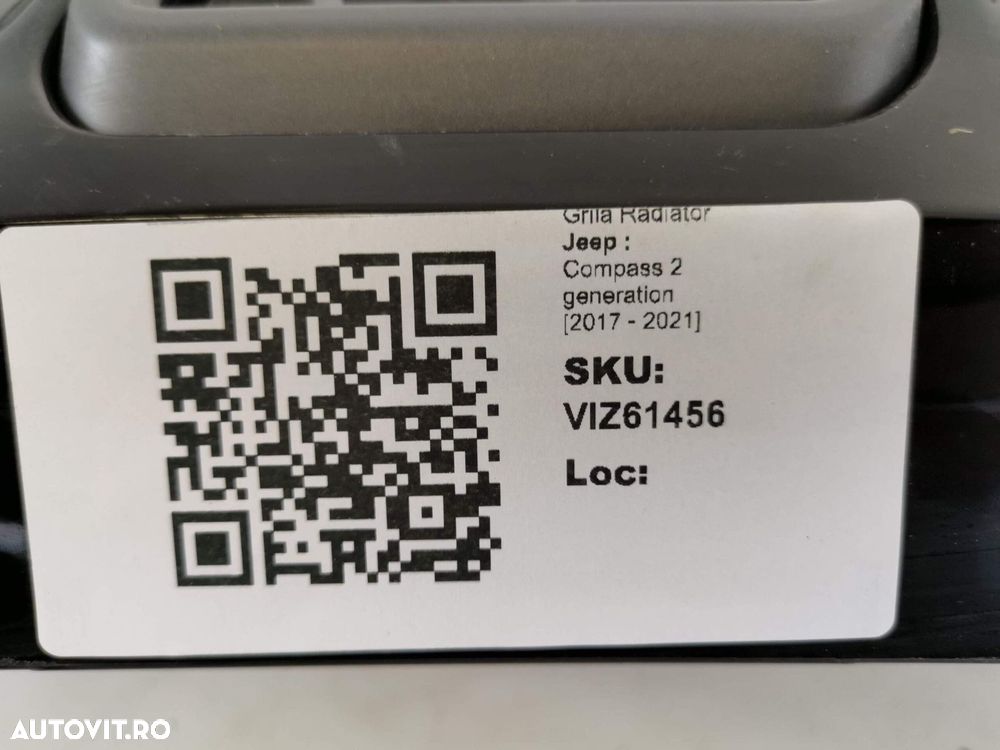 Grila Radiator
Jeep :
Compass 2
generation
[2017 - 2021]
SKU:
VIZ61456
Loc:
AUTOVIT.RO